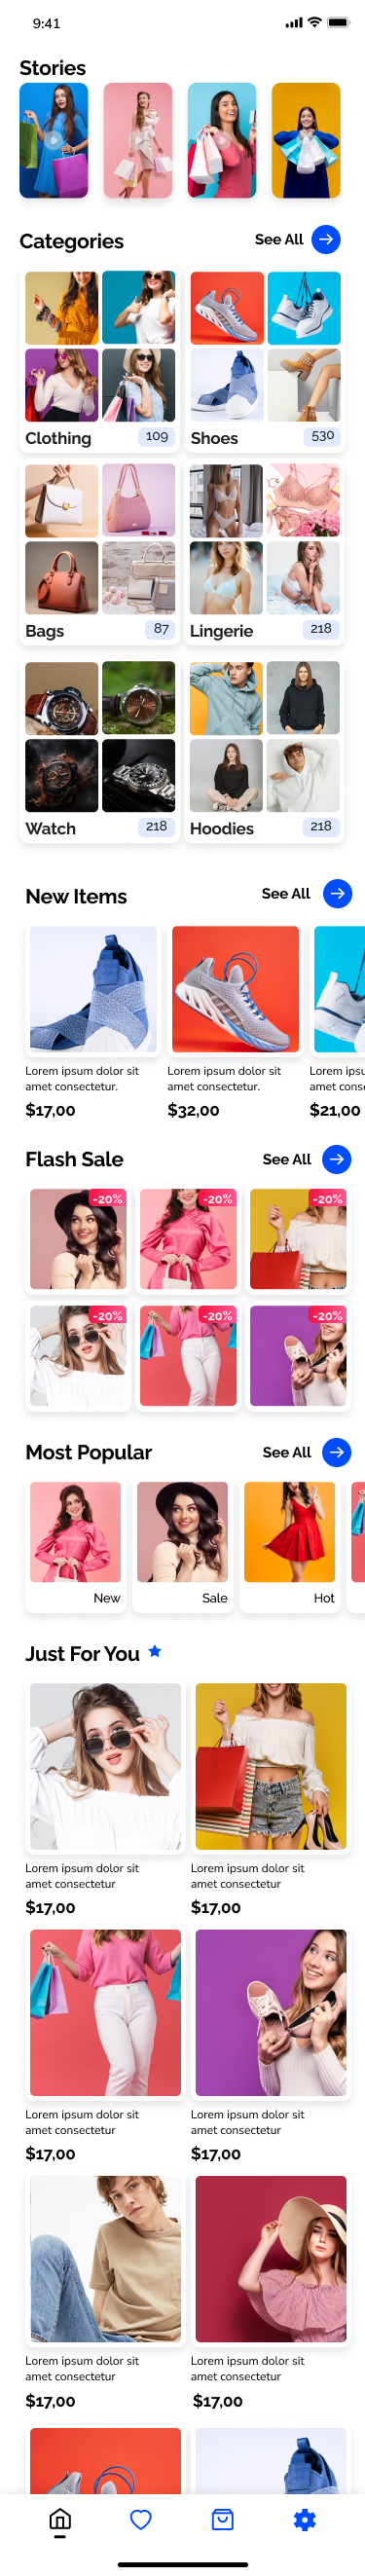 9:41
Stories
Categories
See All
Clothing
109
Shoes
530
Bags
87
Lingerie
218
Watch
218
Hoodies
218
New Items
See All
Lorem ipsum dolor sit
amet consectetur.
$17,00
Lorem ipsum dolor sit
amet consectetur.
$32,00
Lorem
amet
$21,00
Flash Sale
See All
-20%
-20%
-20%
-20%
-20%
-20%
Most Popular
See All
New
Sale
Hot
Just For You
Lorem ipsum dolor sit
amet consectetur
$17,00
Lorem ipsum dolor sit
amet consectetur
$17,00
Lorem ipsum dolor sit
amet consectetur
$17,00
Lorem ipsum dolor sit
amet consectetur
$17,00
Lorem ipsum dolor sit
amet consectetur
$17,00
Lorem ipsum dolor sit
amet consectetur
$17,00